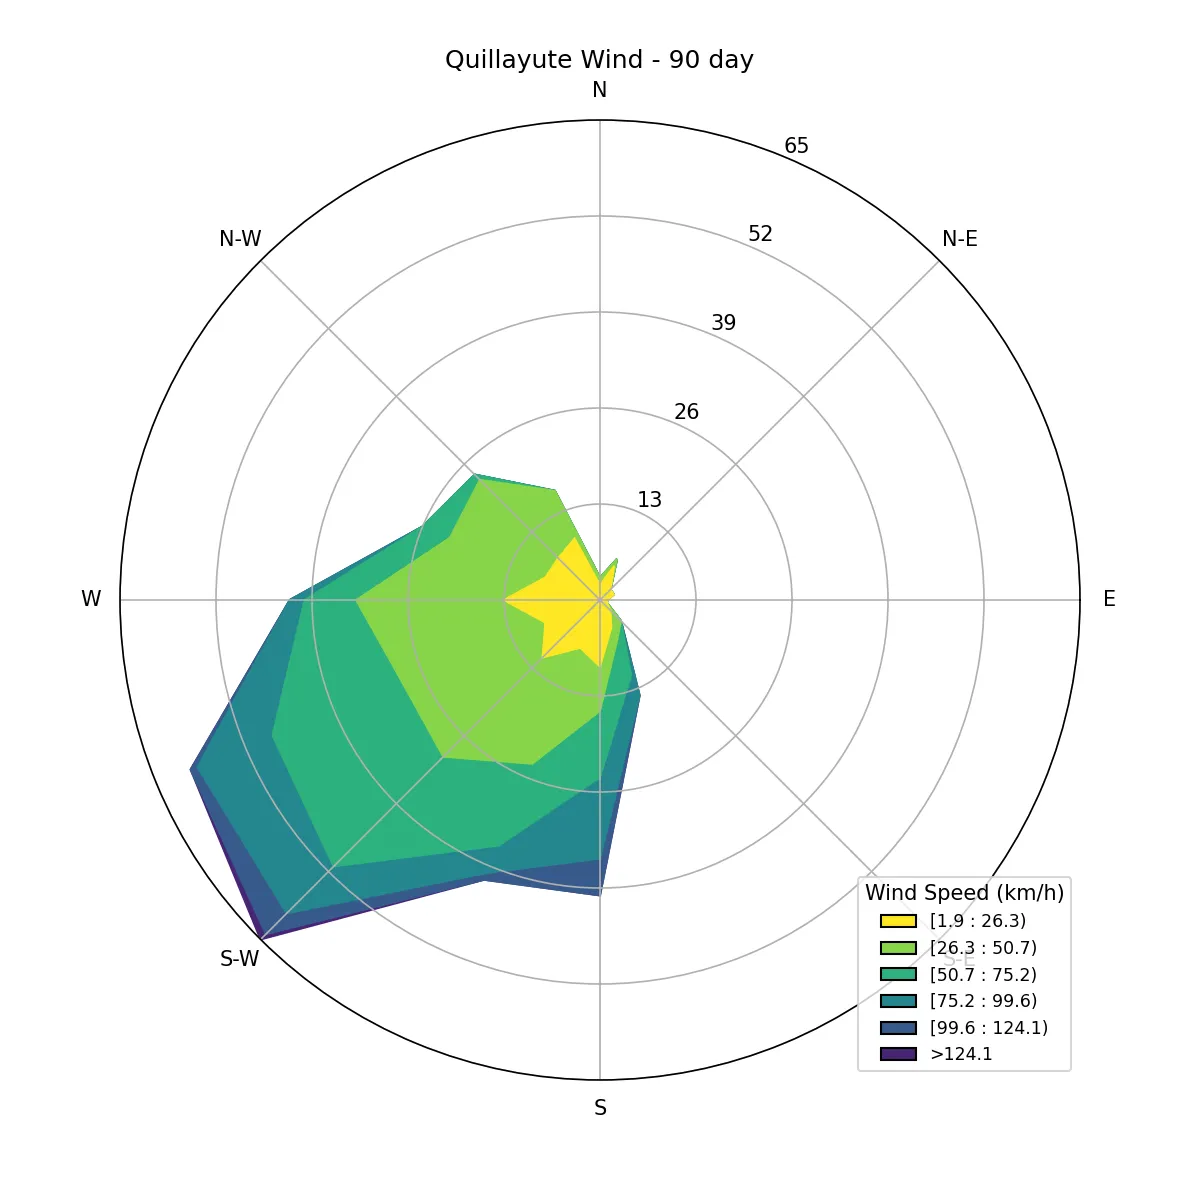 Quillayute Wind - 90 day
N
65
N-W
52
N-E
39
26
13
W
E
S-W
S-E
S
Wind Speed (km/h)
[1.9 : 26.3)
[26.3 : 50.7)
[50.7 : 75.2)
[75.2 : 99.6)
[99.6 : 124.1)
>124.1